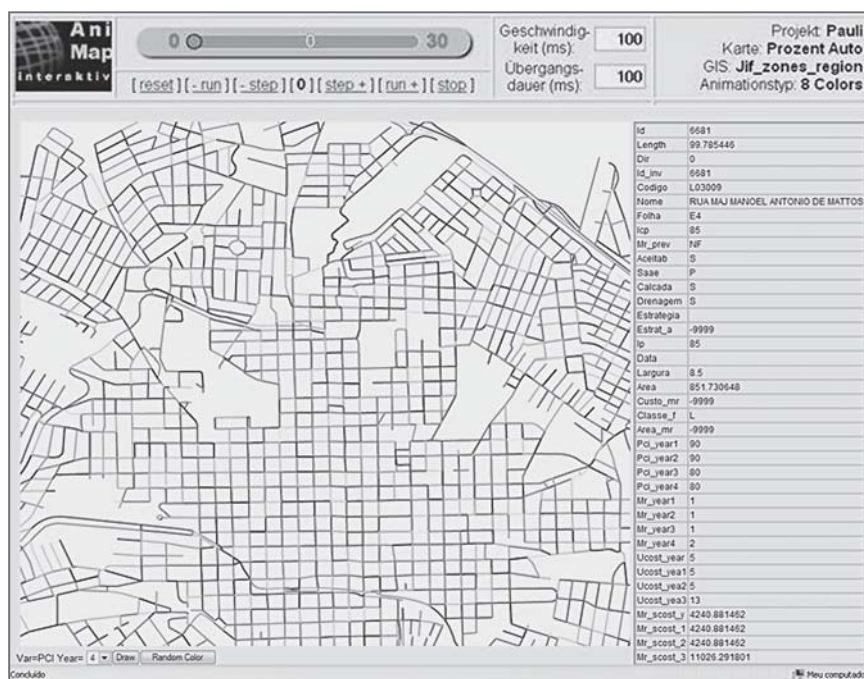 Ani
Map
interaktiv
0 0 30
[ reset ] [ - run ] [ - step ] [ 0 ] [ step + ] [ run + ] [ stop ]
Geschwindig-
keit (ms): 100
Übergangs-
dauer (ms): 100
Projekt: Pauli
Karte: Prozent Auto
GIS: Jif_zones_region
Animationstyp: 8 Colors
Id 6681
Length 99.785446
Dir 0
Id_inv 6681
Codigo L03009
Nome RUA MAJ MANOEL ANTONIO DE MATTOS
Folha E4
Icp 85
Mr_prev NF
Aceitab S
Saae P
Calcada S
Drenagem S
Estrategia
Estrat_a -9999
Ip 85
Data
Largura 8.5
Area 851.730648
Custo_mr -9999
Classe_f L
Area_mr -9999
Pci_year1 90
Pci_year2 90
Pci_year3 80
Pci_year4 80
Mr_year1 1
Mr_year2 1
Mr_year3 1
Mr_year4 2
Ucost_year 5
Ucost_yea1 5
Ucost_yea2 5
Ucost_yea3 13
Mr_scost_y 4240.881462
Mr_scost_1 4240.881462
Mr_scost_2 4240.881462
Mr_scost_3 11026.291801
Var=PCI Year= 4 Draw Random Color
Concluído Meu computado